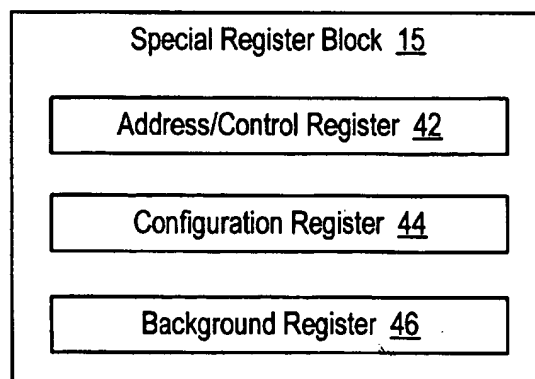 Special Register Block 15
Address/Control Register 42
Configuration Register 44
Background Register 46